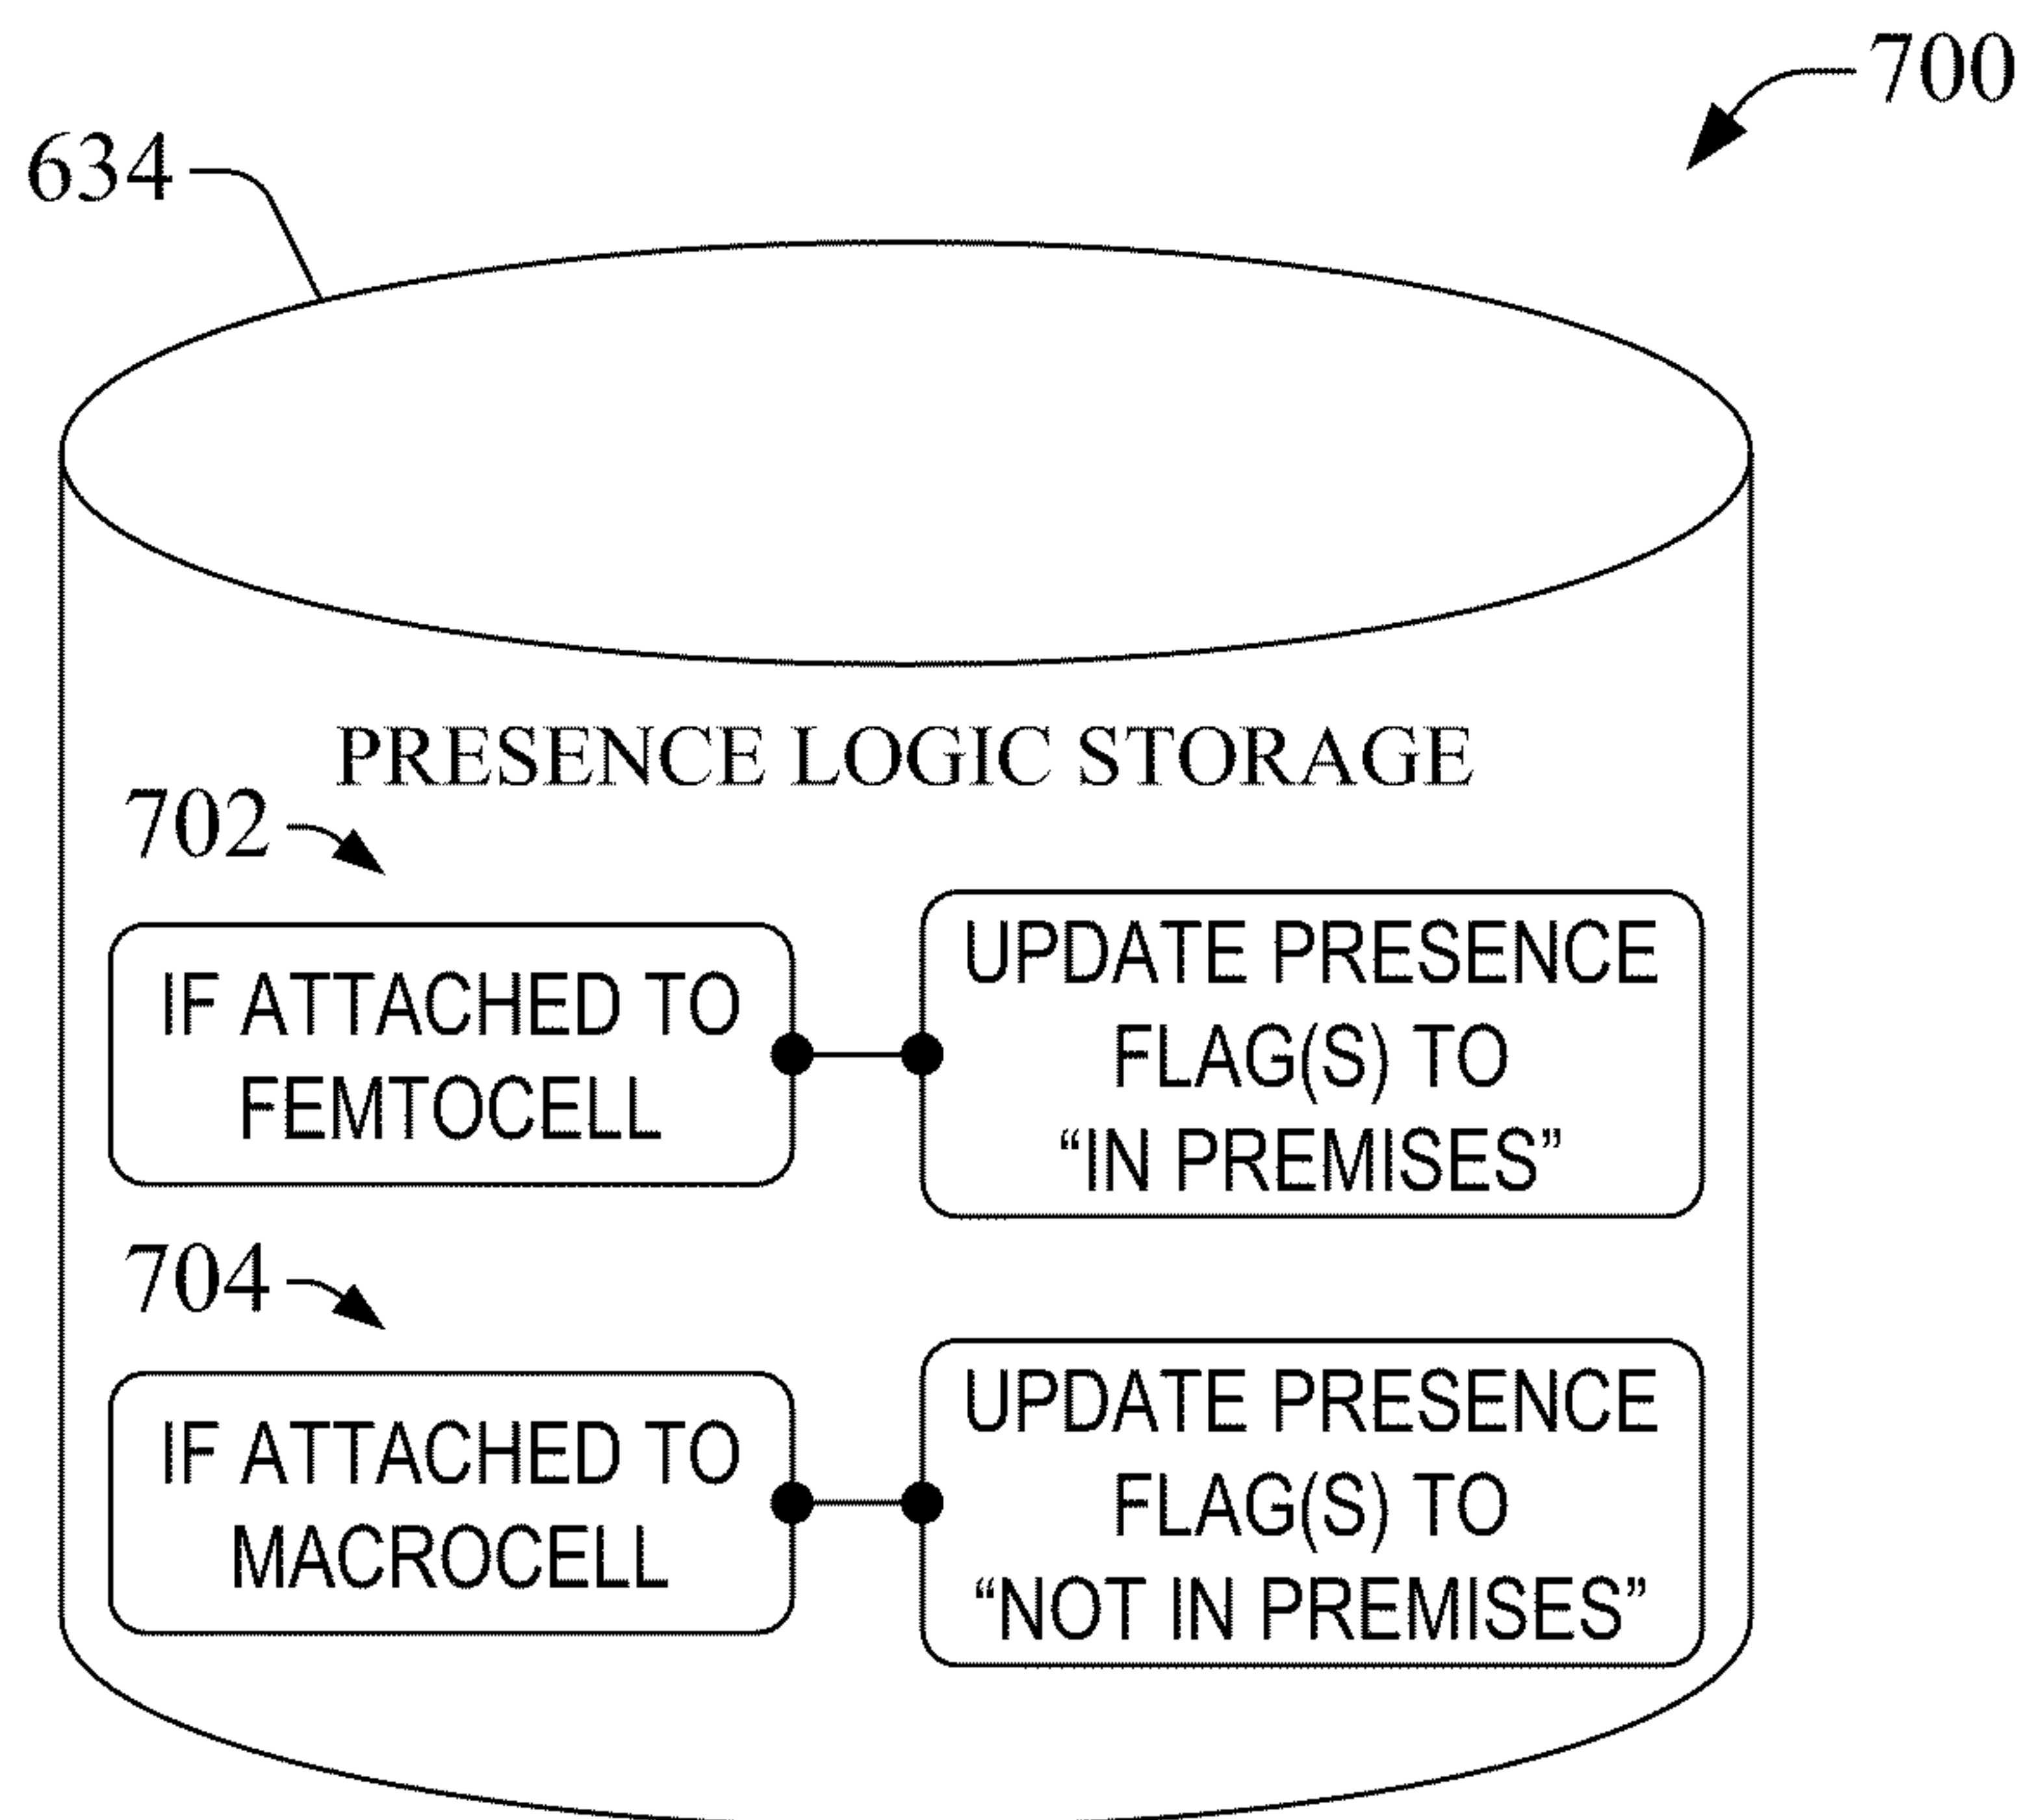 700
634
PRESENCE LOGIC STORAGE
702
IF ATTACHED TO
FEMTOCELL
UPDATE PRESENCE
FLAG(S) TO
“IN PREMISES”
704
IF ATTACHED TO
MACROCELL
UPDATE PRESENCE
FLAG(S) TO
“NOT IN PREMISES”